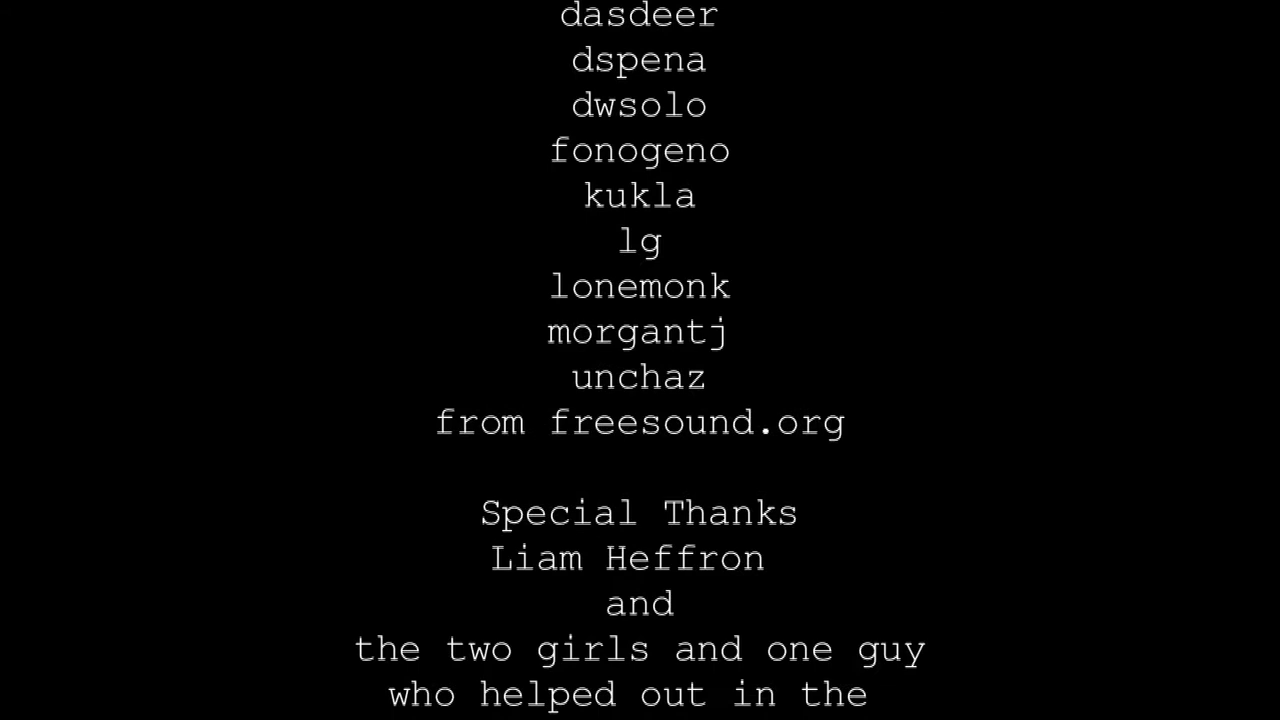 dasdeer
dspena
dwsolo
fonogeno
kukla
lg
lonemonk
morgantj
unchaz
from freesound.org
Special Thanks
Liam Heffron
and
the two girls and one guy
who helped out in the